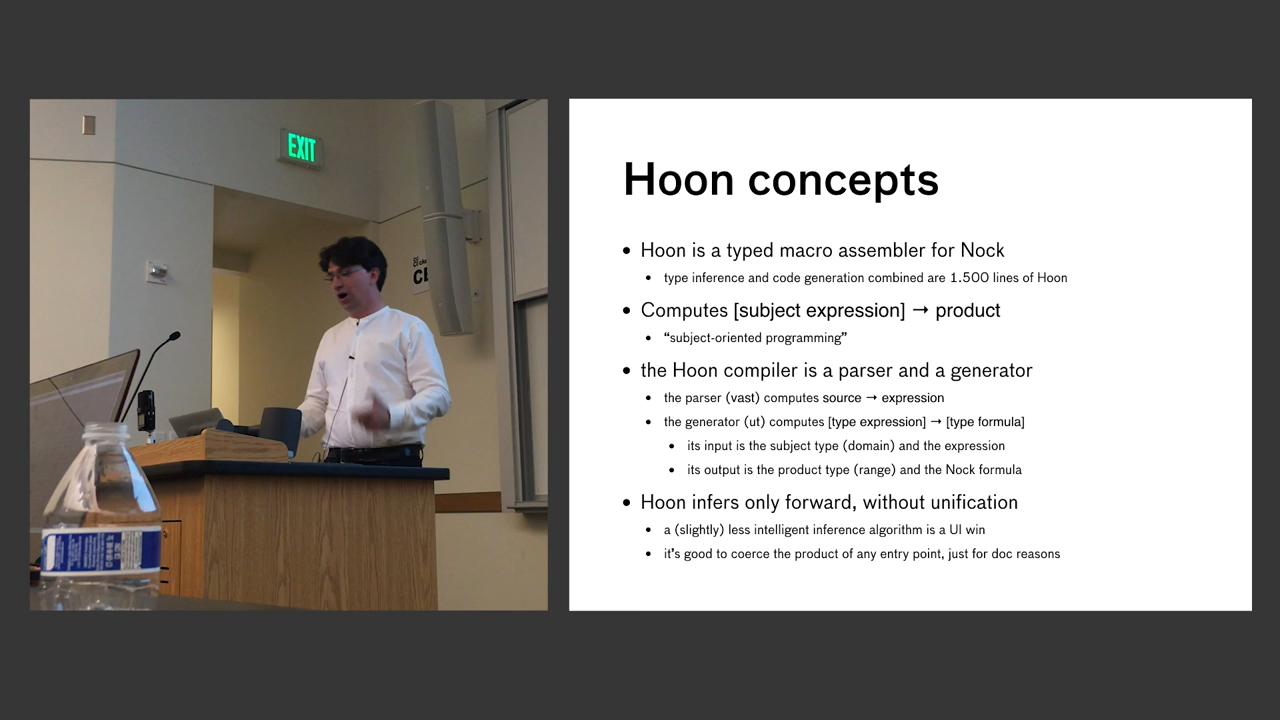 EXIT
Hoon concepts
• Hoon is a typed macro assembler for Nock
• type inference and code generation combined are 1.500 lines of Hoon
• Computes [subject expression] → product
• “subject-oriented programming”
• the Hoon compiler is a parser and a generator
• the parser (vast) computes source → expression
• the generator (ut) computes [type expression] → [type formula]
• its input is the subject type (domain) and the expression
• its output is the product type (range) and the Nock formula
• Hoon infers only forward, without unification
• a (slightly) less intelligent inference algorithm is a UI win
• it’s good to coerce the product of any entry point, just for doc reasons